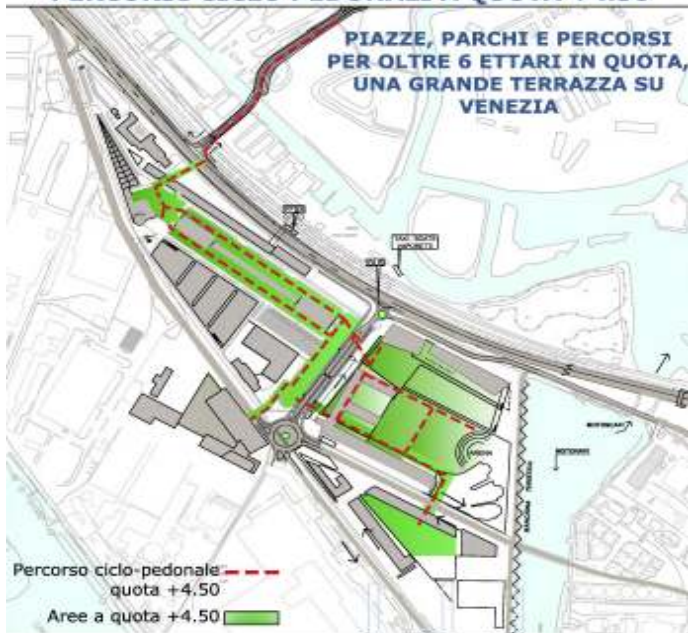 PIAZZE, PARCHI E PERCORSI
PER OLTRE 6 ETTARI IN QUOTA,
UNA GRANDE TERRAZZA SU
VENEZIA
ARENA
Percorso ciclo-pedonale
quota +4.50
Aree a quota +4.50